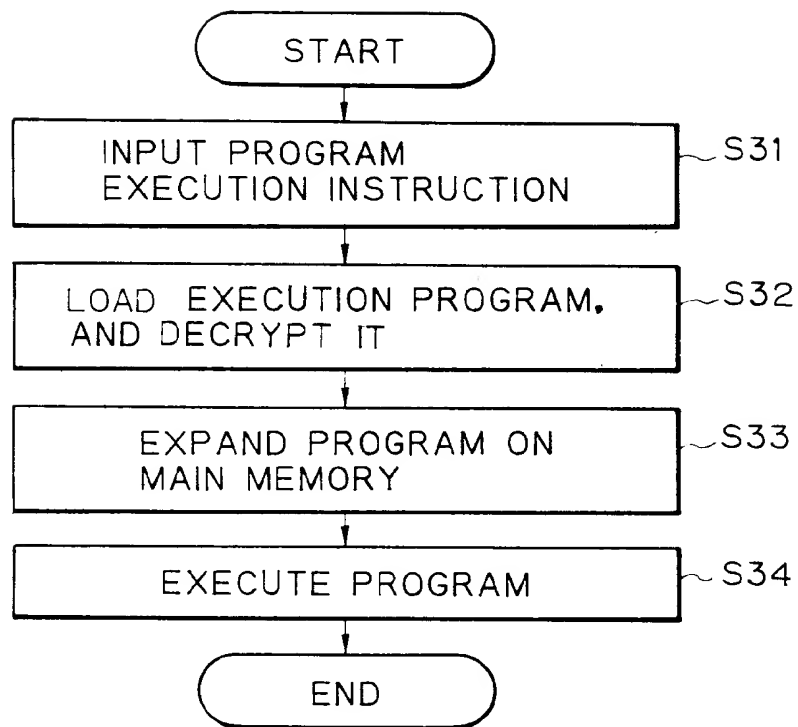 START
INPUT PROGRAM
EXECUTION INSTRUCTION
S31
LOAD EXECUTION PROGRAM,
AND DECRYPT IT
S32
EXPAND PROGRAM ON
MAIN MEMORY
S33
EXECUTE PROGRAM
S34
END